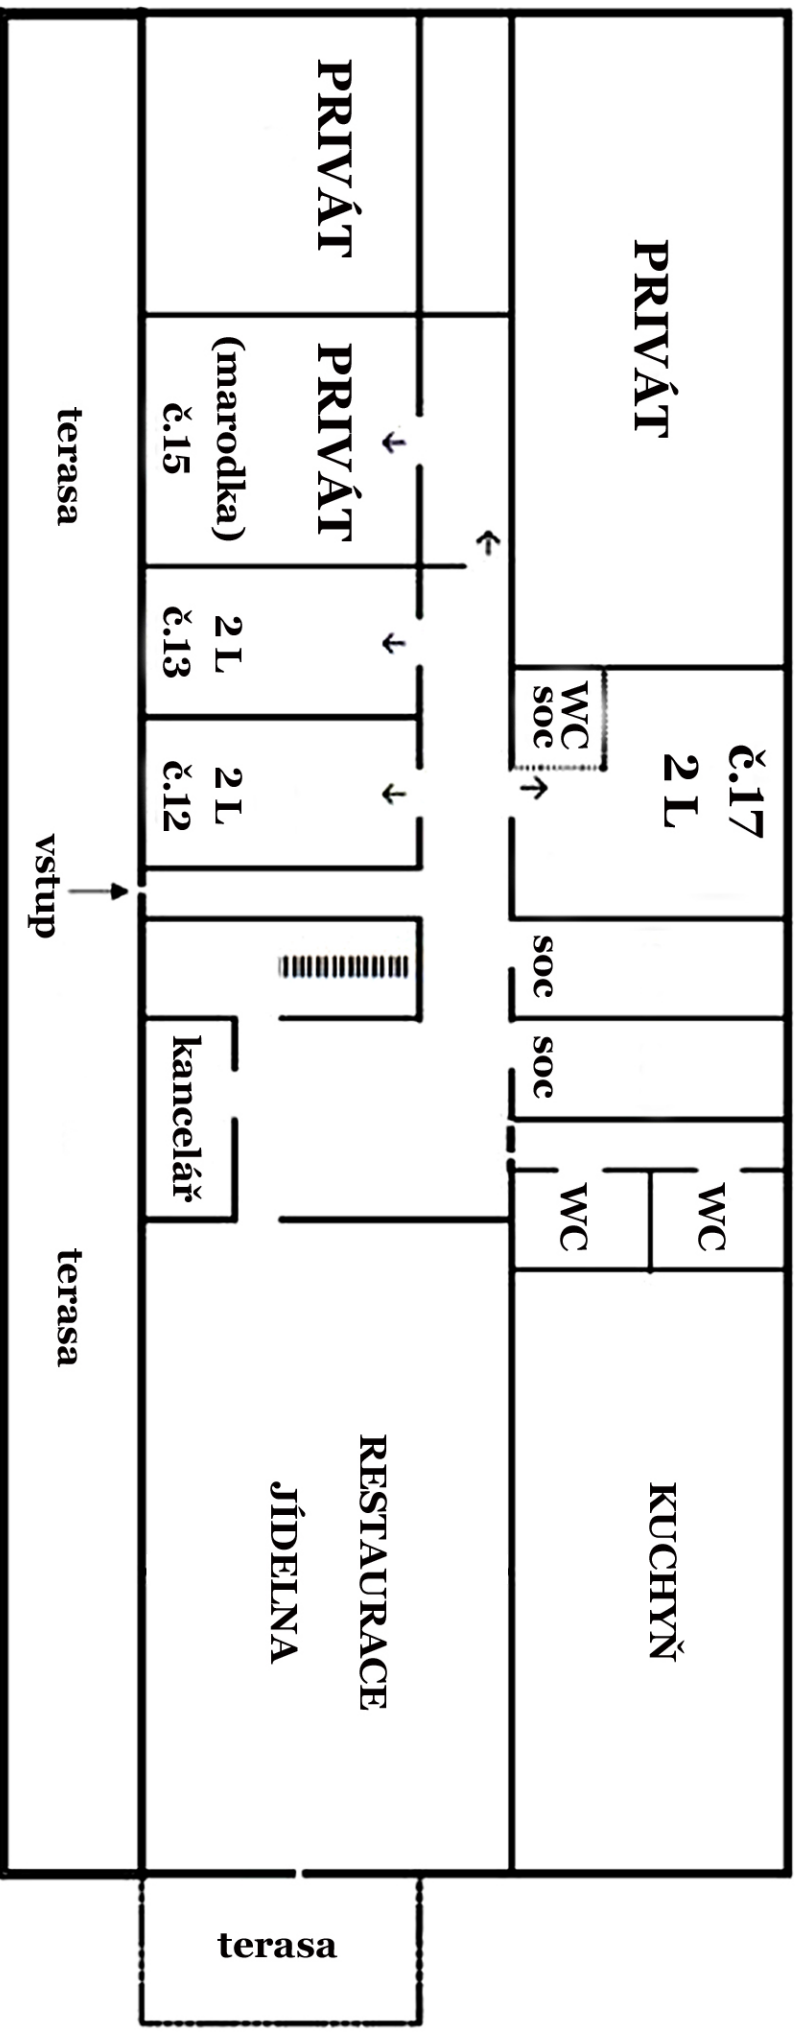 PRIVÁT
č.17
2 L
WC
soc
soc
soc
WC
WC
KUCHYŇ
PRIVÁT
PRIVÁT
(marodka)
č.15
2 L
č.13
2 L
č.12
kancelář
RESTAURACE
JÍDELNA
terasa
vstup
terasa
terasa